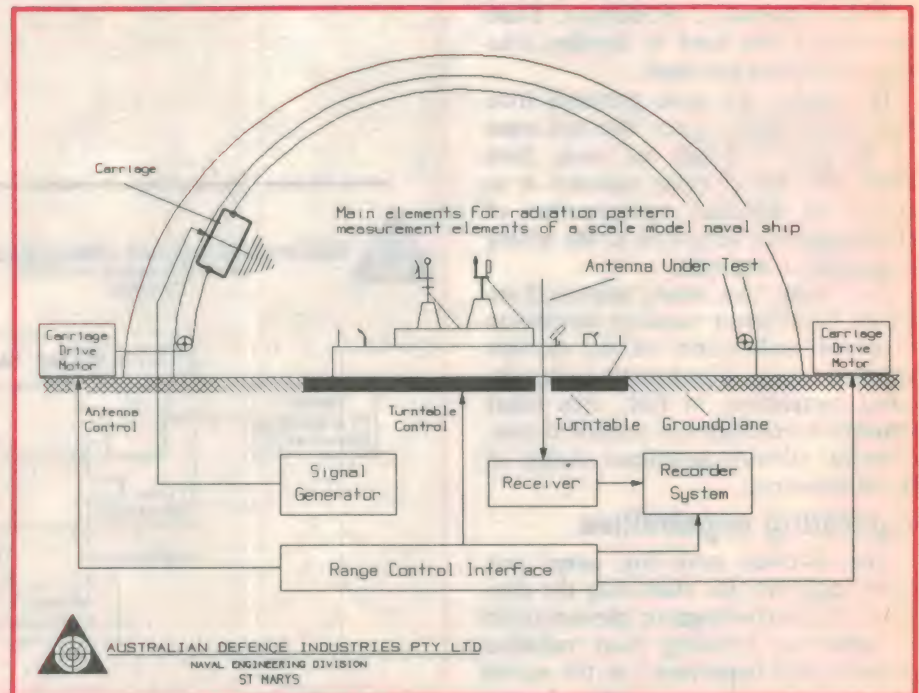 Carriage
Main elements for radiation pattern
measurement elements of a scale model naval ship
Antenna Under Test
Carriage
Drive
Motor
Carriage
Drive
Motor
Antenna
Control
Turntable
Control
Turntable
Groundplane
Signal
Generator
Receiver
Recorder
System
Range Control Interface
AUSTRALIAN DEFENCE INDUSTRIES PTY LTD
NAVAL ENGINEERING DIVISION
ST MARYS